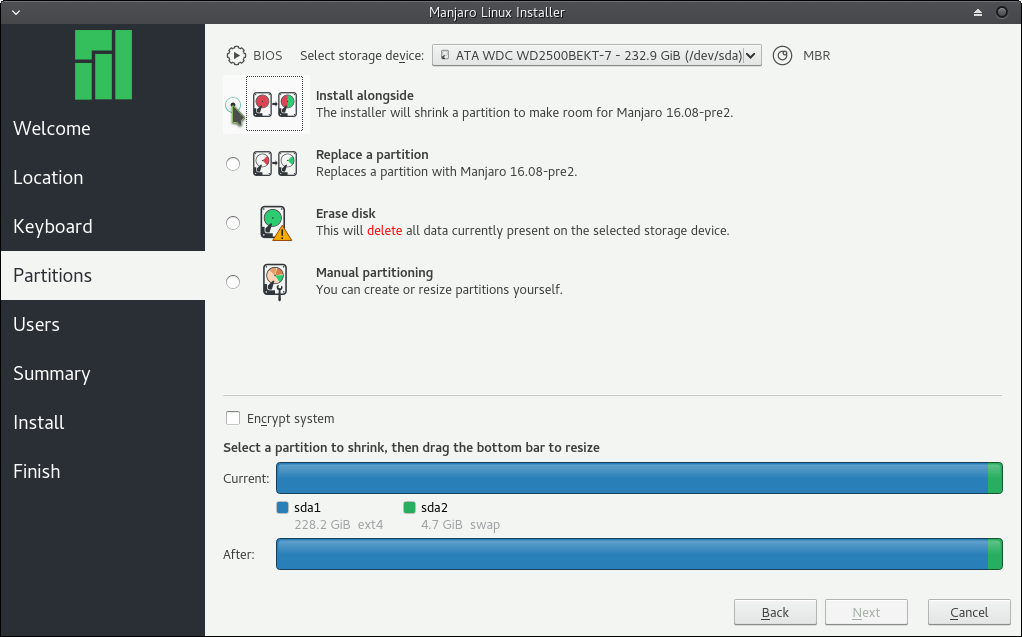 Manjaro Linux Installer
Welcome
Location
Keyboard
Partitions
Users
Summary
Install
Finish
BIOS Select storage device: ATA WDC WD2500BEKT-7 - 232.9 GiB (/dev/sda) MBR
Install alongside
The installer will shrink a partition to make room for Manjaro 16.08-pre2.
Replace a partition
Replaces a partition with Manjaro 16.08-pre2.
Erase disk
This will delete all data currently present on the selected storage device.
Manual partitioning
You can create or resize partitions yourself.
Encrypt system
Select a partition to shrink, then drag the bottom bar to resize
Current:
sda1 sda2
228.2 GiB ext4 4.7 GiB swap
After:
Back Next Cancel